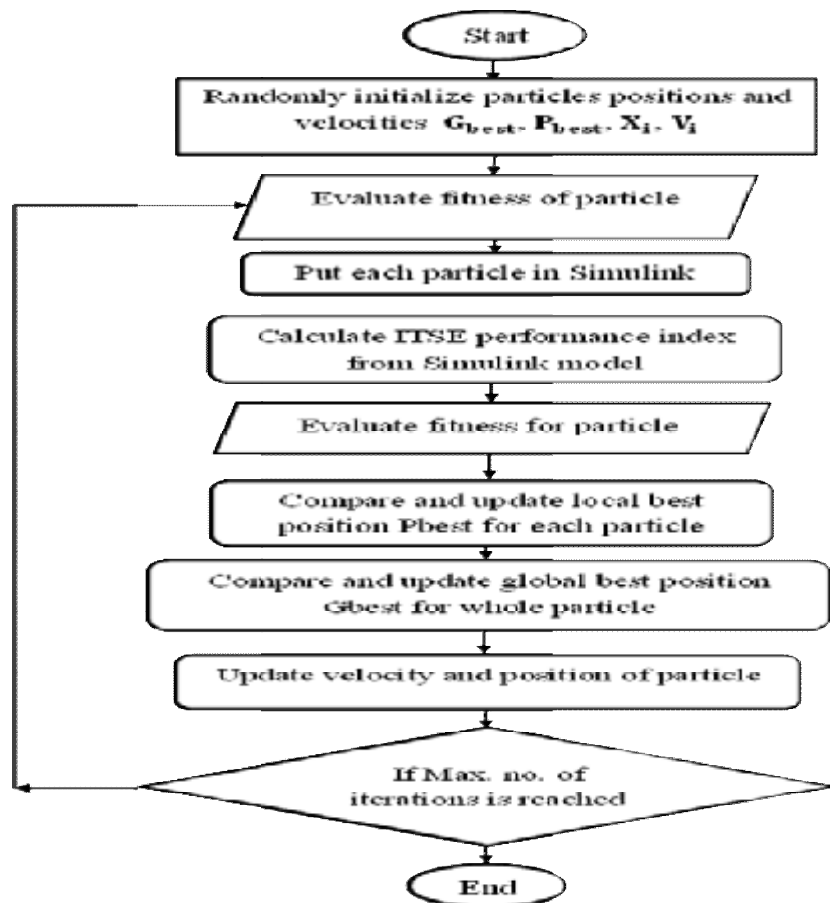 Start
Randomly initialize particles positions and
velocities Gbest, Pbest, Xi, Vi
Evaluate fitness of particle
Put each particle in Simulink
Calculate ITSE performance index
from Simulink model
Evaluate fitness for particle
Compare and update local best
position Pbest for each particle
Compare and update global best position
Gbest for whole particle
Update velocity and position of particle
If Max. no. of
iterations is reached
End